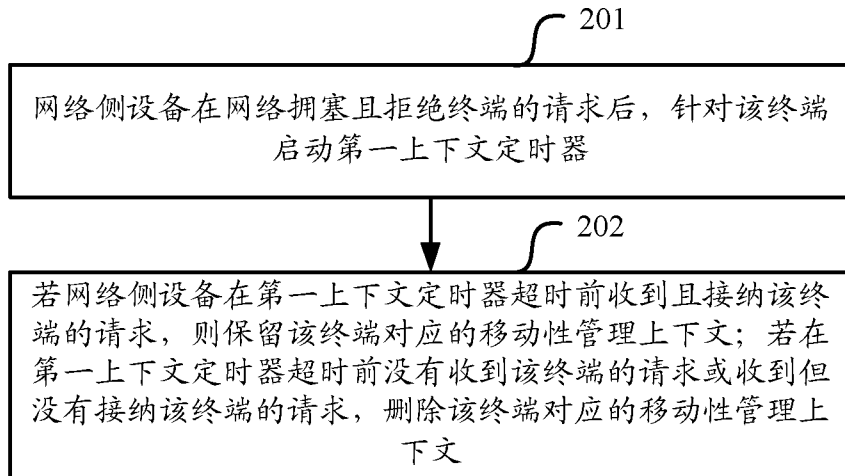 201
网络侧设备在网络拥塞且拒绝终端的请求后，针对该终端
启动第一上下文定时器
202
若网络侧设备在第一上下文定时器超时前收到且接纳该终
端的请求，则保留该终端对应的移动性管理上下文；若在
第一上下文定时器超时前没有收到该终端的请求或收到但
没有接纳该终端的请求，删除该终端对应的移动性管理上
下文